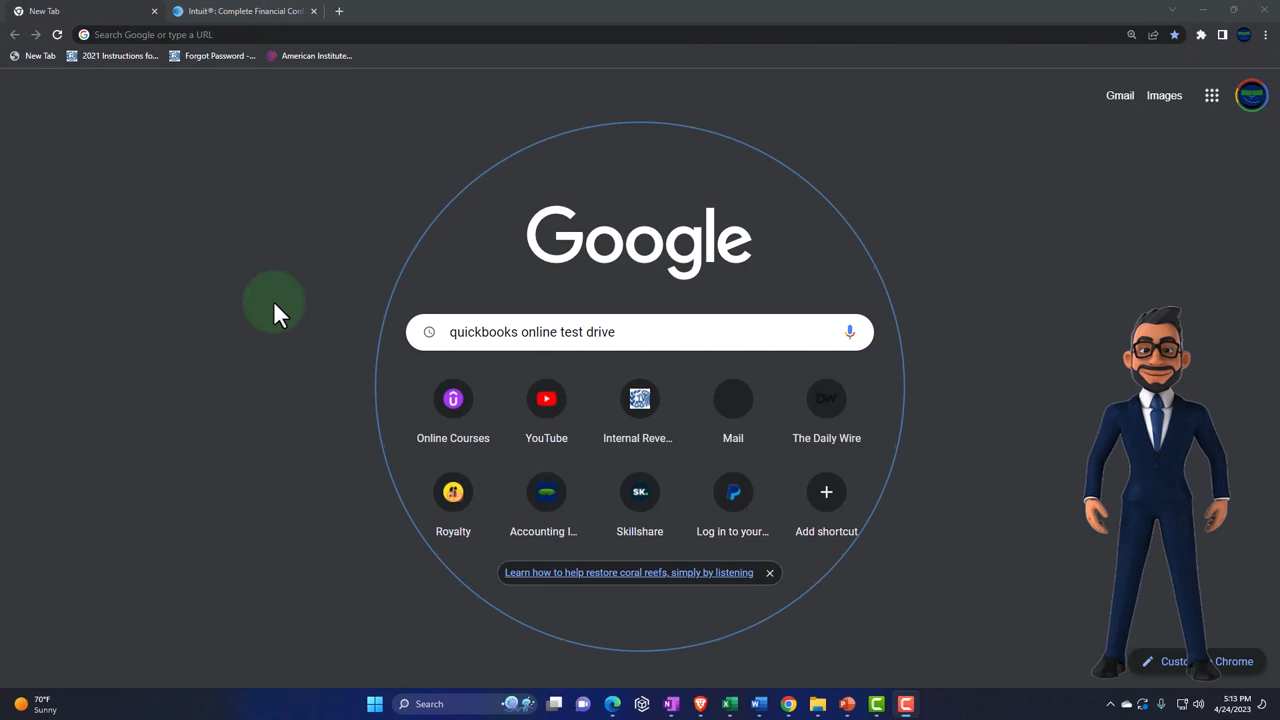 New Tab
Intuit®: Complete Financial Con
Search Google or type a URL
New Tab
2021 Instructions fo...
Forgot Password -...
American Institute...
Gmail
Images
Google
quickbooks online test drive
Online Courses
YouTube
Internal Reve...
Mail
DW
The Daily Wire
SK.
Royalty
Accounting I...
Skillshare
Log in to your...
Add shortcut
Learn how to help restore coral reefs, simply by listening
Chrome
70°F
Sunny
Search
5:13 PM
4/24/2023